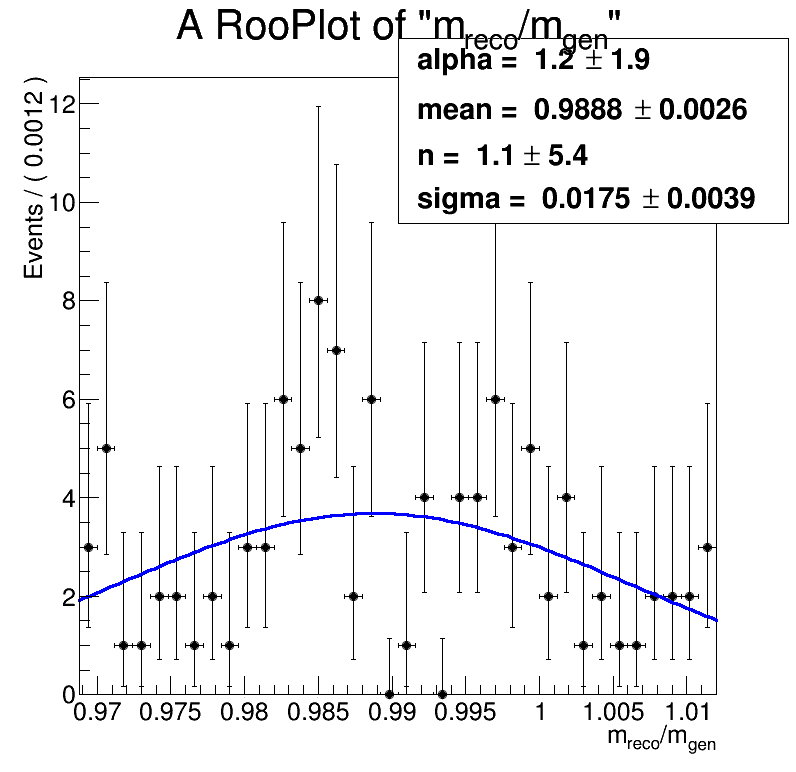 A RooPlot of "m_reco/m_gen"
alpha = 1.2 ± 1.9
mean = 0.9888 ± 0.0026
n = 1.1 ± 5.4
sigma = 0.0175 ± 0.0039
Events / ( 0.0012 )
12
10
8
6
4
2
0
0.97 0.975 0.98 0.985 0.99 0.995 1 1.005 1.01
m_reco/m_gen